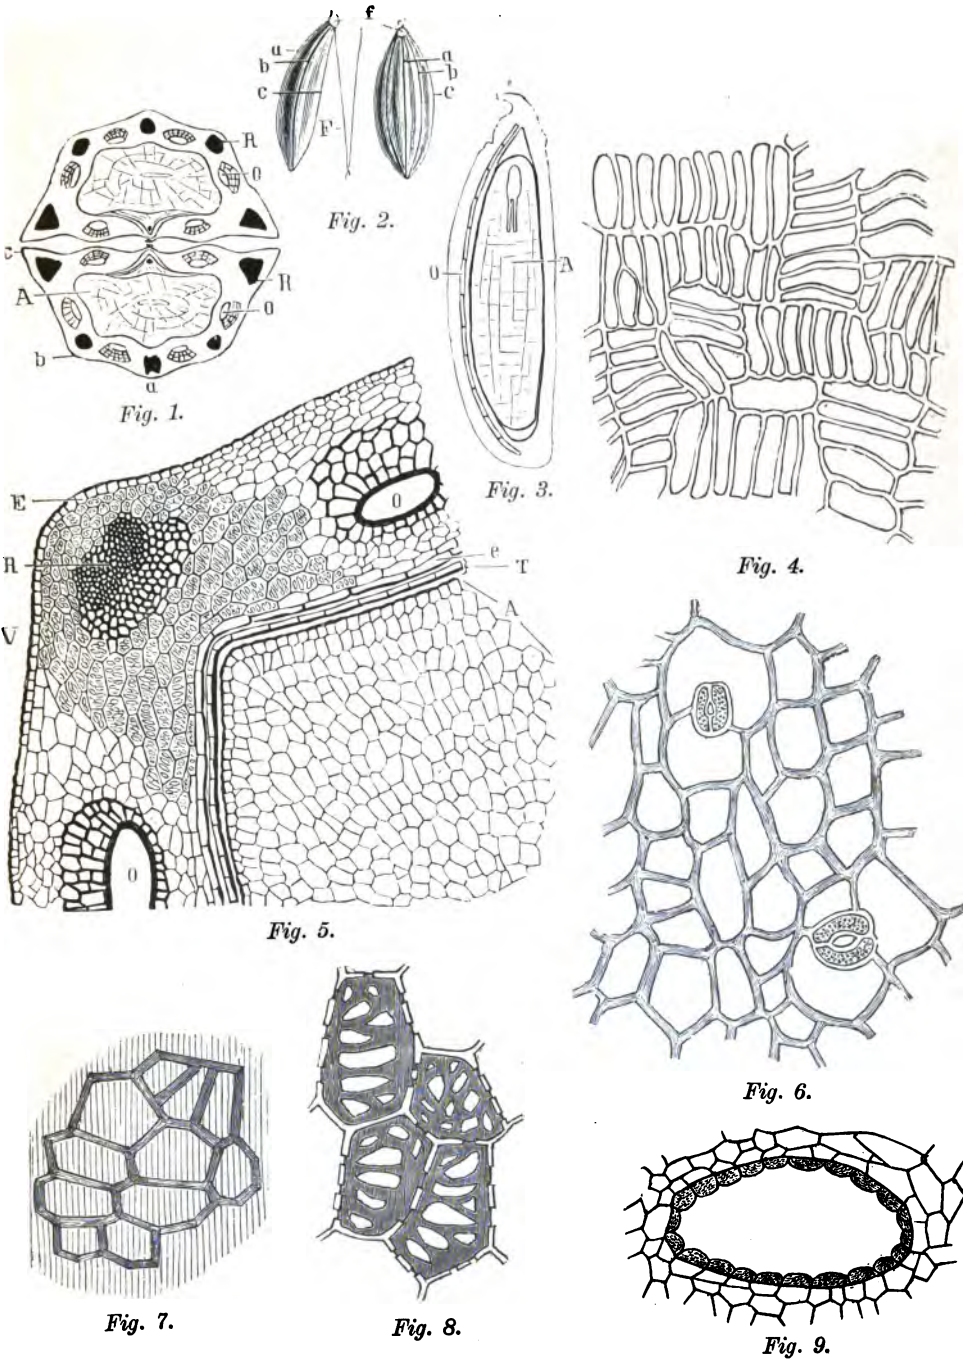 f
a
b
c
F
a
b
c
Fig. 2.
R
O
c
A
R
O
b
a
Fig. 1.
O
A
Fig. 3.
Fig. 4.
E
R
V
O
e
T
A
O
Fig. 5.
Fig. 6.
Fig. 7.
Fig. 8.
Fig. 9.